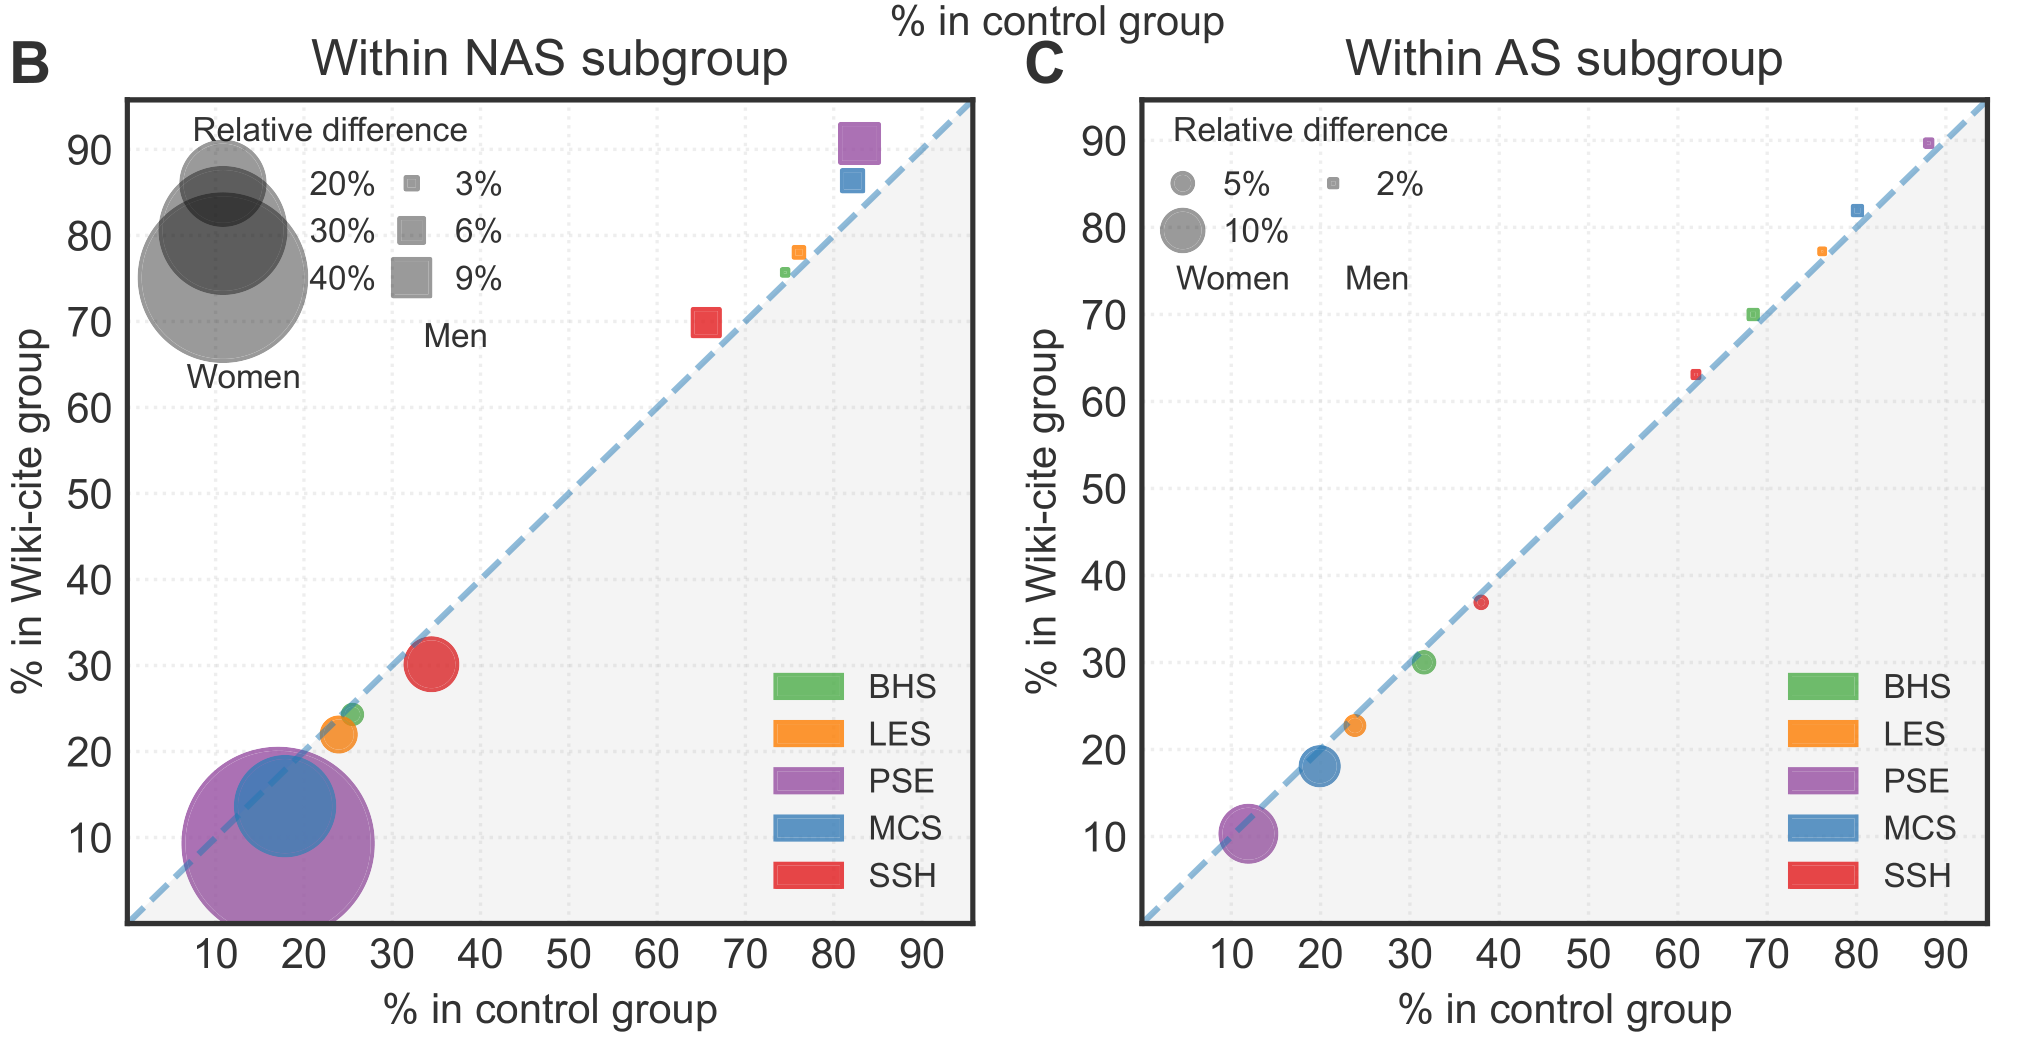 % in control group
B
Within NAS subgroup
Relative difference
20%
3%
30%
6%
40%
9%
Men
Women
90
80
70
60
50
40
30
20
10
% in Wiki-cite group
BHS
LES
PSE
MCS
SSH
10 20 30 40 50 60 70 80 90
% in control group
C
Within AS subgroup
Relative difference
5%
2%
10%
Women
Men
90
80
70
60
50
40
30
20
10
% in Wiki-cite group
BHS
LES
PSE
MCS
SSH
10 20 30 40 50 60 70 80 90
% in control group